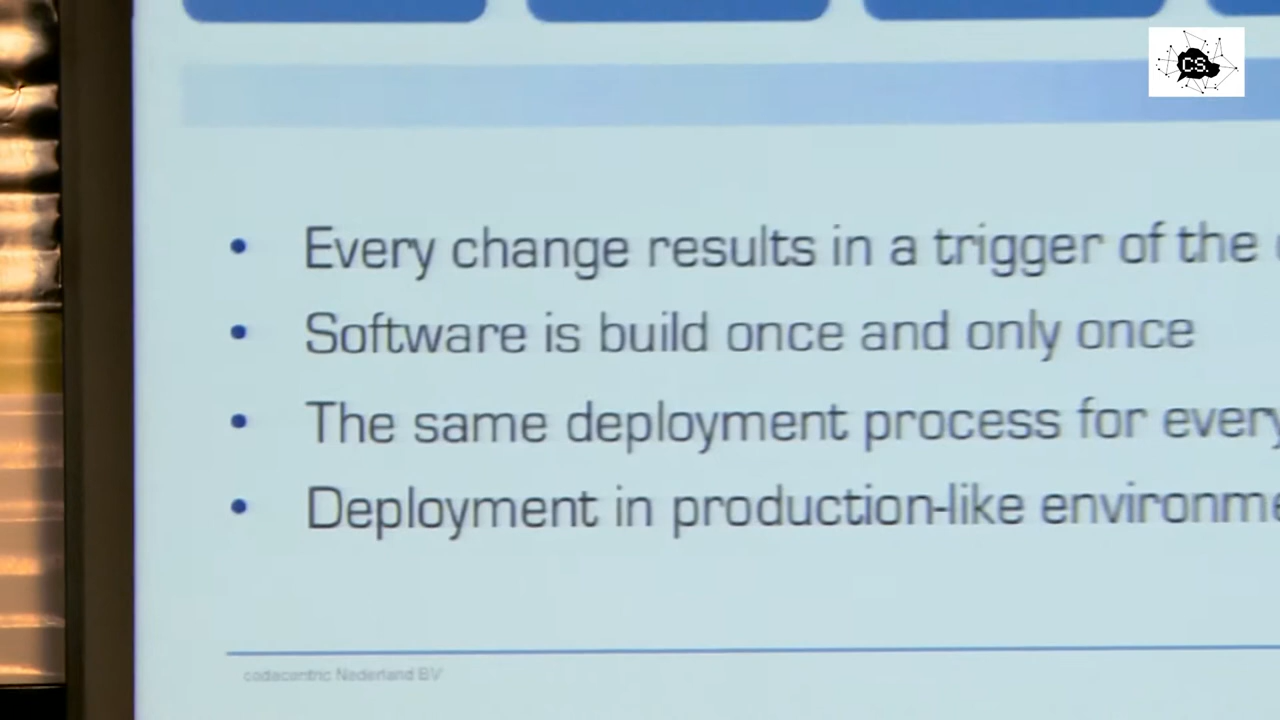 CS.
Every change results in a trigger of the
Software is build once and only once
The same deployment process for every
Deployment in production-like
codecentric Nederland BV